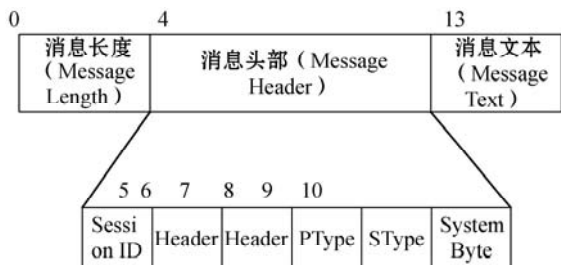 0 4 13
消息长度
（Message
Length）
消息头部（Message
Header）
消息文本
（Message
Text）
5 6 7 8 9 10
Sessi
on ID
Header
Header
PType
SType
System
Byte